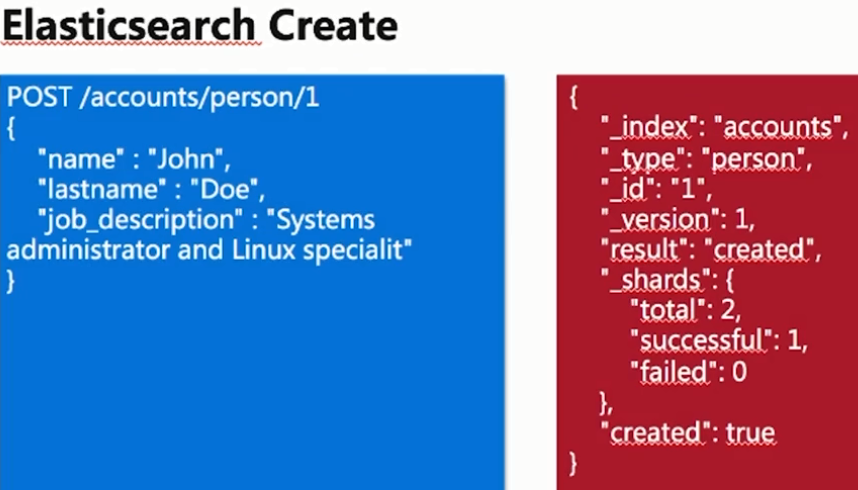 Elasticsearch Create
POST /accounts/person/1
{
"name" : "John",
"lastname" : "Doe",
"job_description" : "Systems
administrator and Linux specialit"
}
{
"_index": "accounts",
"_type": "person",
"_id": "1",
"_version": 1,
"result": "created",
"_shards": {
"total": 2,
"successful": 1,
"failed": 0
},
"created": true
}